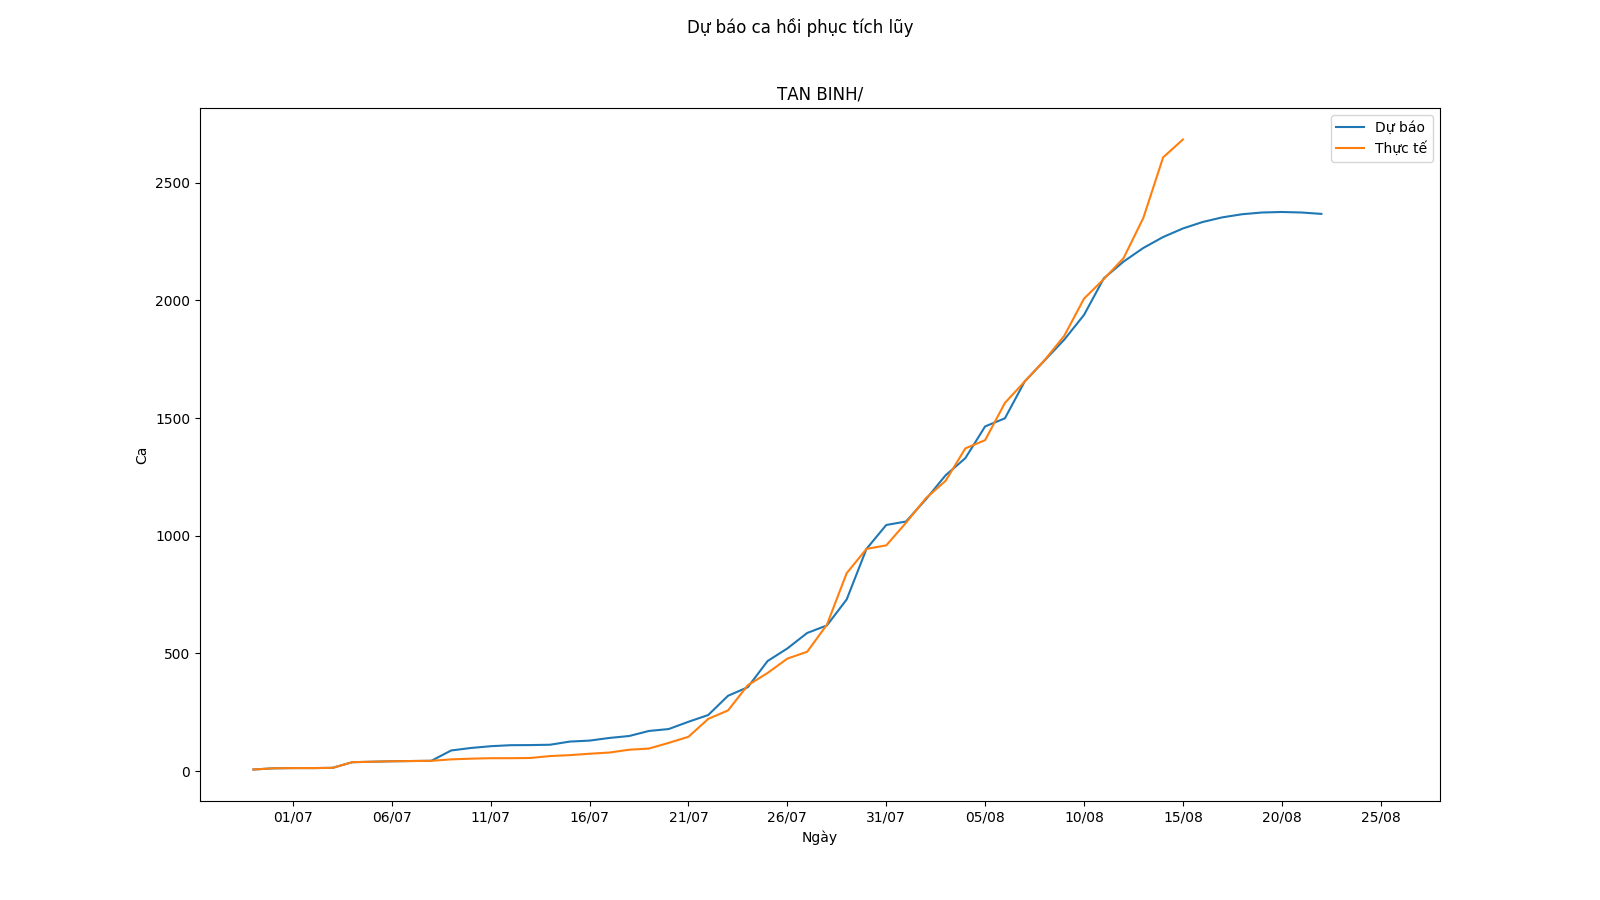 Dự báo ca hồi phục tích lũy
TAN BINH/
Dự báo
Thực tế
2500
2000
1500
1000
500
0
Ca
01/07 06/07 11/07 16/07 21/07 26/07 31/07 05/08 10/08 15/08 20/08 25/08
Ngày